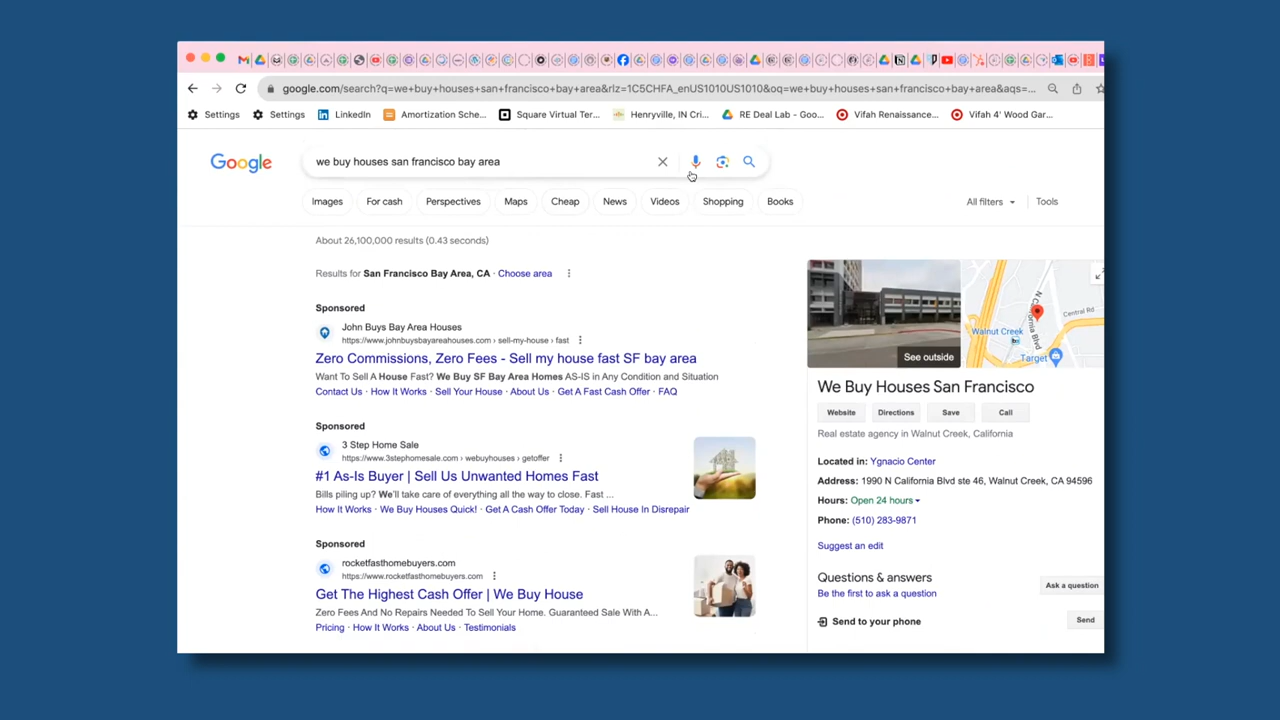 google.com/search?q=we+buy+houses+san+francisco+bay+area&rlz=1C5CHFA_enUS1010US1010&oq=we+buy+houses+san+francisco+bay+area&aqs=...
Settings
Settings
LinkedIn
Amortization Sche...
Square Virtual Ter...
Henryville, IN Cri...
RE Deal Lab - Goo...
Vifah Renaissance...
Vifah 4' Wood Gar...
Google
we buy houses san francisco bay area
Images
For cash
Perspectives
Maps
Cheap
News
Videos
Shopping
Books
All filters
Tools
About 26,100,000 results (0.43 seconds)
Results for San Francisco Bay Area, CA · Choose area
Sponsored
John Buys Bay Area Houses
https://www.johnbuysbayareahouses.com › sell-my-house › fast
Zero Commissions, Zero Fees - Sell my house fast SF bay area
Want To Sell A House Fast? We Buy SF Bay Area Homes AS-IS in Any Condition and Situation
Contact Us · How It Works · Sell Your House · About Us · Get A Fast Cash Offer · FAQ
Sponsored
3 Step Home Sale
https://www.3stephomesale.com › webuyhouses › getoffer
#1 As-Is Buyer | Sell Us Unwanted Homes Fast
Bills piling up? We'll take care of everything all the way to close. Fast ...
How It Works · We Buy Houses Quick! · Get A Cash Offer Today · Sell House In Disrepair
Sponsored
rocketfasthomebuyers.com
https://www.rocketfasthomebuyers.com
Get The Highest Cash Offer | We Buy House
Zero Fees And No Repairs Needed To Sell Your Home. Guaranteed Sale With A...
Pricing · How It Works · About Us · Testimonials
See outside
N California Blvd
Central Rd
Walnut Creek
Target
We Buy Houses San Francisco
Website
Directions
Save
Call
Real estate agency in Walnut Creek, California
Located in: Ygnacio Center
Address: 1990 N California Blvd ste 46, Walnut Creek, CA 94596
Hours: Open 24 hours
Phone: (510) 283-9871
Suggest an edit
Questions & answers
Be the first to ask a question
Ask a question
Send to your phone
Send